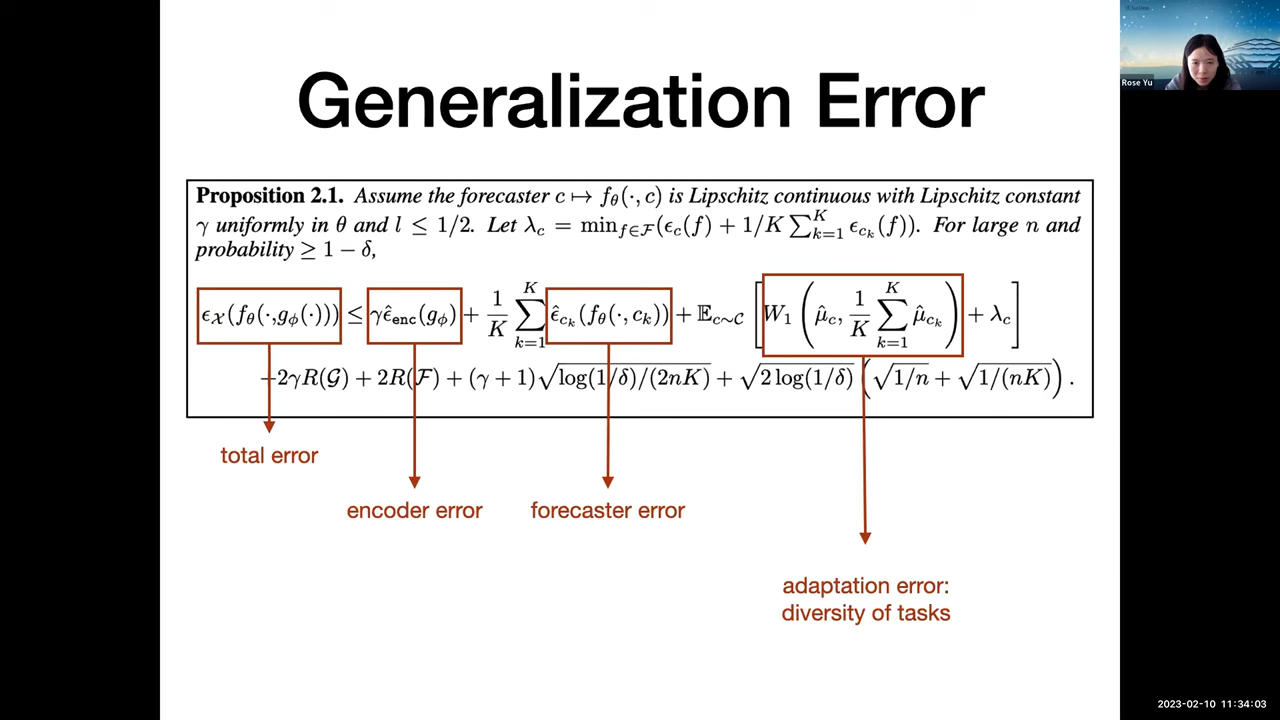 Generalization Error
Rose Yu
Proposition 2.1. Assume the forecaster c ↦ f_θ(·, c) is Lipschitz continuous with Lipschitz constant
γ uniformly in θ and l ≤ 1/2. Let λ_c = min_{f∈F}(ϵ_c(f) + 1/K ∑_{k=1}^K ϵ_{c_k}(f)). For large n and
probability ≥ 1 − δ,
ϵ_X(f_θ(·,g_ϕ(·))) ≤ γϵ̂_enc(g_ϕ) + 1/K ∑_{k=1}^K ϵ̂_{c_k}(f_θ(·, c_k)) + 𝔼_{c∼C} [W_1 (μ̂_c, 1/K ∑_{k=1}^K μ̂_{c_k}) + λ_c]
+2γR(G) + 2R(F) + (γ + 1)√(log(1/δ)/(2nK)) + √(2 log(1/δ)) (√(1/n) + √(1/(nK))) .
total error
encoder error
forecaster error
adaptation error:
diversity of tasks
2023-02-10 11:34:03